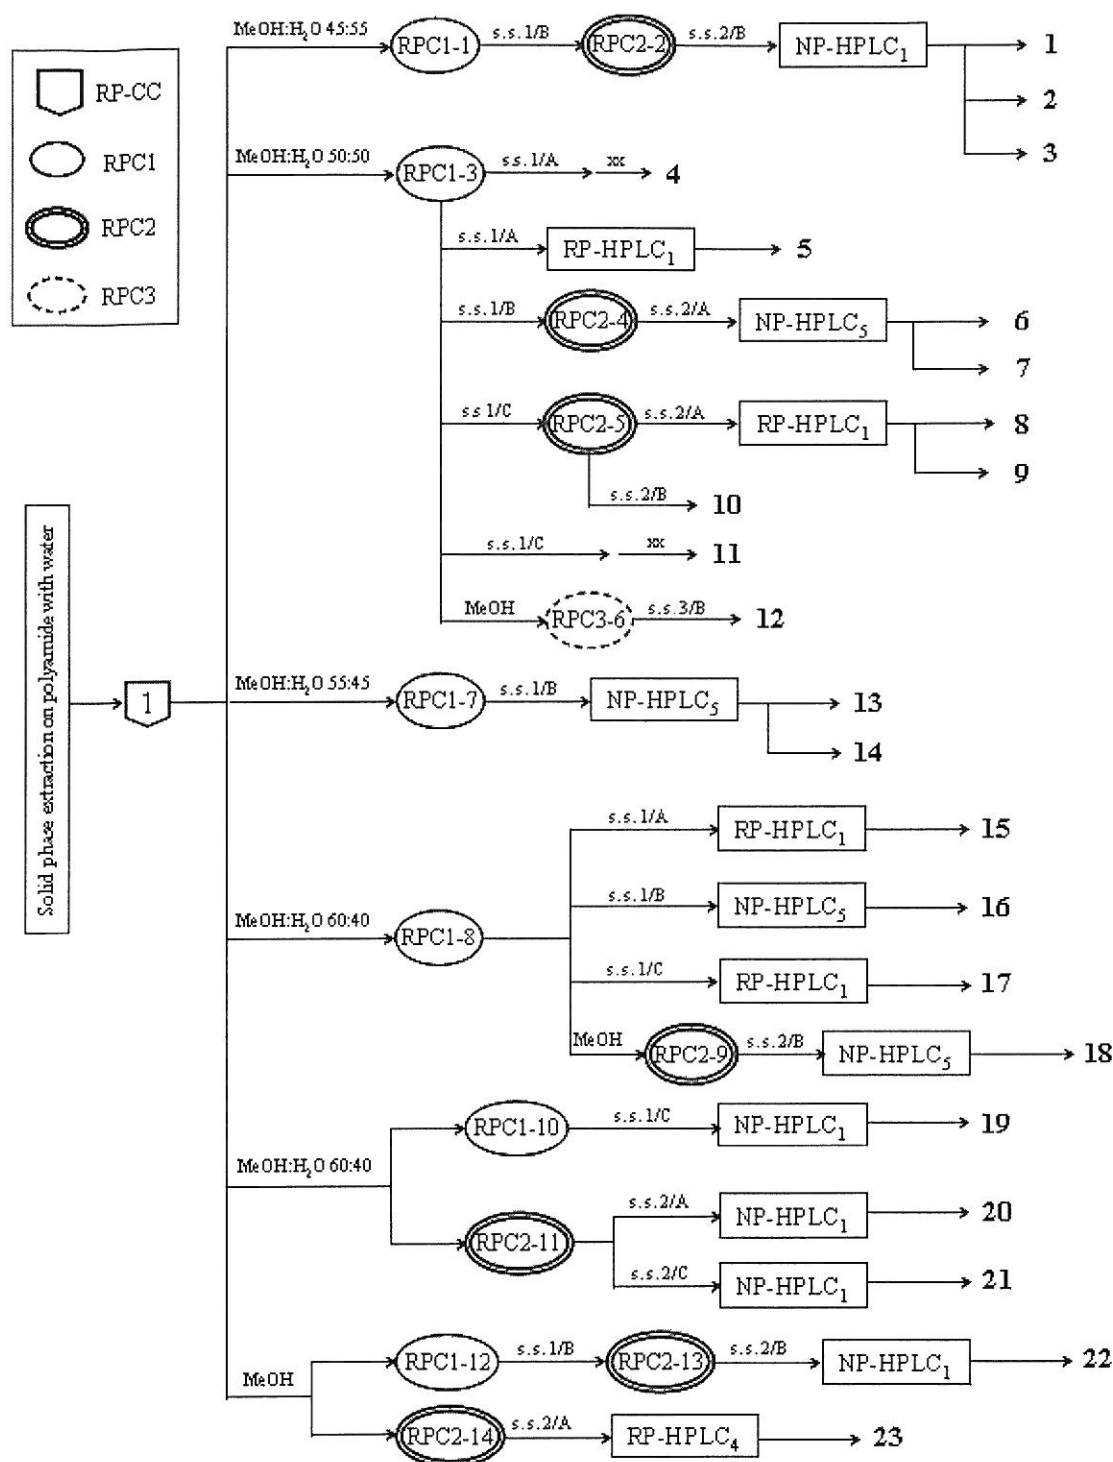 RP-CC
RPC1
RPC2
RPC3
Solid phase extraction on polyamide with water
1
MeOH:H₂O 45:55
RPC1-1
s.s.1/B
RPC2-2
s.s.2/B
NP-HPLC₁
1
2
3
MeOH:H₂O 50:50
RPC1-3
s.s.1/A
xx
4
s.s.1/A
RP-HPLC₁
5
s.s.1/B
RPC2-4
s.s.2/A
NP-HPLC₅
6
7
s.s 1/C
RPC2-5
s.s.2/A
RP-HPLC₁
8
9
s.s.2/B
10
s.s.1/C
xx
11
MeOH
RPC3-6
s.s.3/B
12
MeOH:H₂O 55:45
RPC1-7
s.s.1/B
NP-HPLC₅
13
14
MeOH:H₂O 60:40
RPC1-8
s.s.1/A
RP-HPLC₁
15
s.s.1/B
NP-HPLC₅
16
s.s.1/C
RP-HPLC₁
17
MeOH
RPC2-9
s.s.2/B
NP-HPLC₅
18
MeOH:H₂O 60:40
RPC1-10
s.s.1/C
NP-HPLC₁
19
RPC2-11
s.s.2/A
NP-HPLC₁
20
s.s.2/C
NP-HPLC₁
21
MeOH
RPC1-12
s.s.1/B
RPC2-13
s.s.2/B
NP-HPLC₁
22
RPC2-14
s.s.2/A
RP-HPLC₄
23